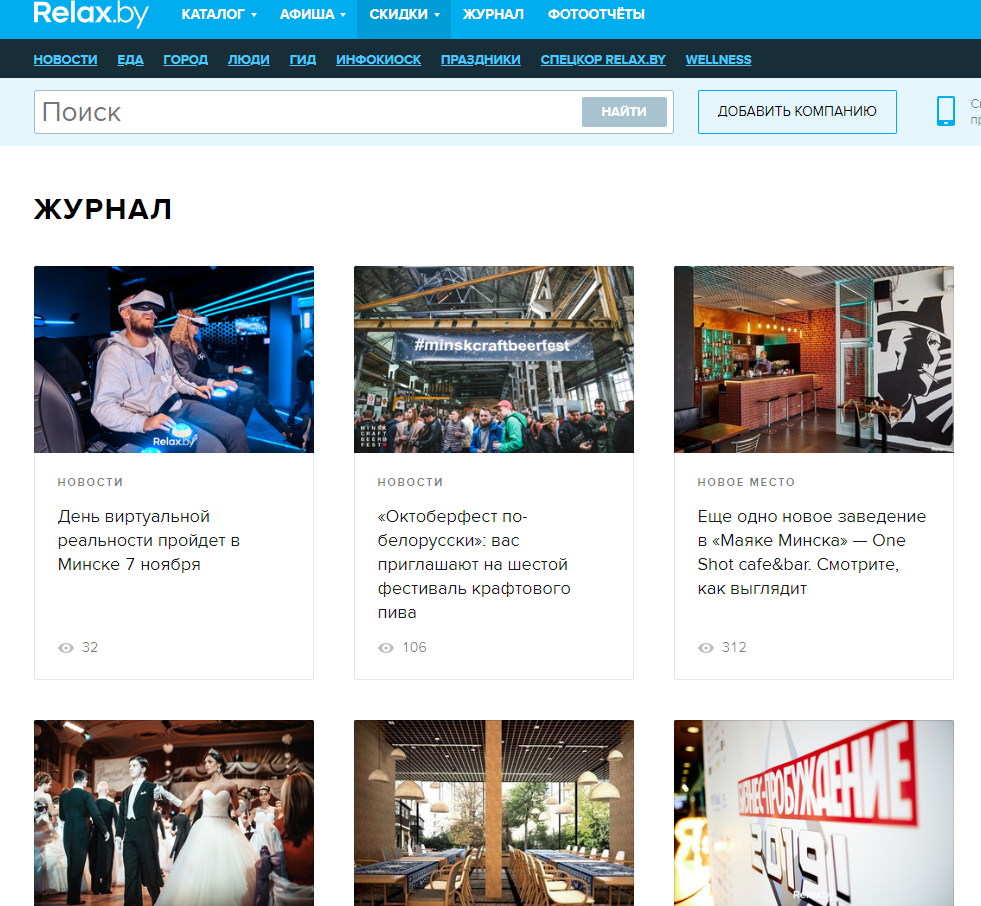 Relax.by
КАТАЛОГ АФИША СКИДКИ ЖУРНАЛ ФОТООТЧЁТЫ
НОВОСТИ ЕДА ГОРОД ЛЮДИ ГИД ИНФОКИОСК ПРАЗДНИКИ СПЕЦКОР RELAX.BY WELLNESS
Поиск НАЙТИ ДОБАВИТЬ КОМПАНИЮ
ЖУРНАЛ
Relax.by
#minskcraftbeerfest
MINSK
CRAFT
BEER
FEST
НОВОСТИ
День виртуальной
реальности пройдет в
Минске 7 ноября
32
НОВОСТИ
«Октоберфест по-
белорусски»: вас
приглашают на шестой
фестиваль крафтового
пива
106
НОВОЕ МЕСТО
Еще одно новое заведение
в «Маяке Минска» — One
Shot cafe&bar. Смотрите,
как выглядит
312
БИЗНЕС-ПРОБУЖДЕНИЕ
2019!